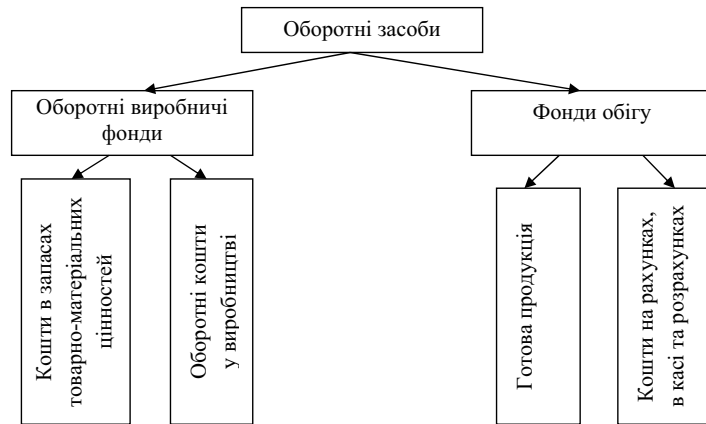 Оборотні засоби
Оборотні виробничі
фонди
Фонди обігу
Кошти в запасах
товарно-матеріальних
цінностей
Оборотні кошти
у виробництві
Готова продукція
Кошти на рахунках,
в касі та розрахунках